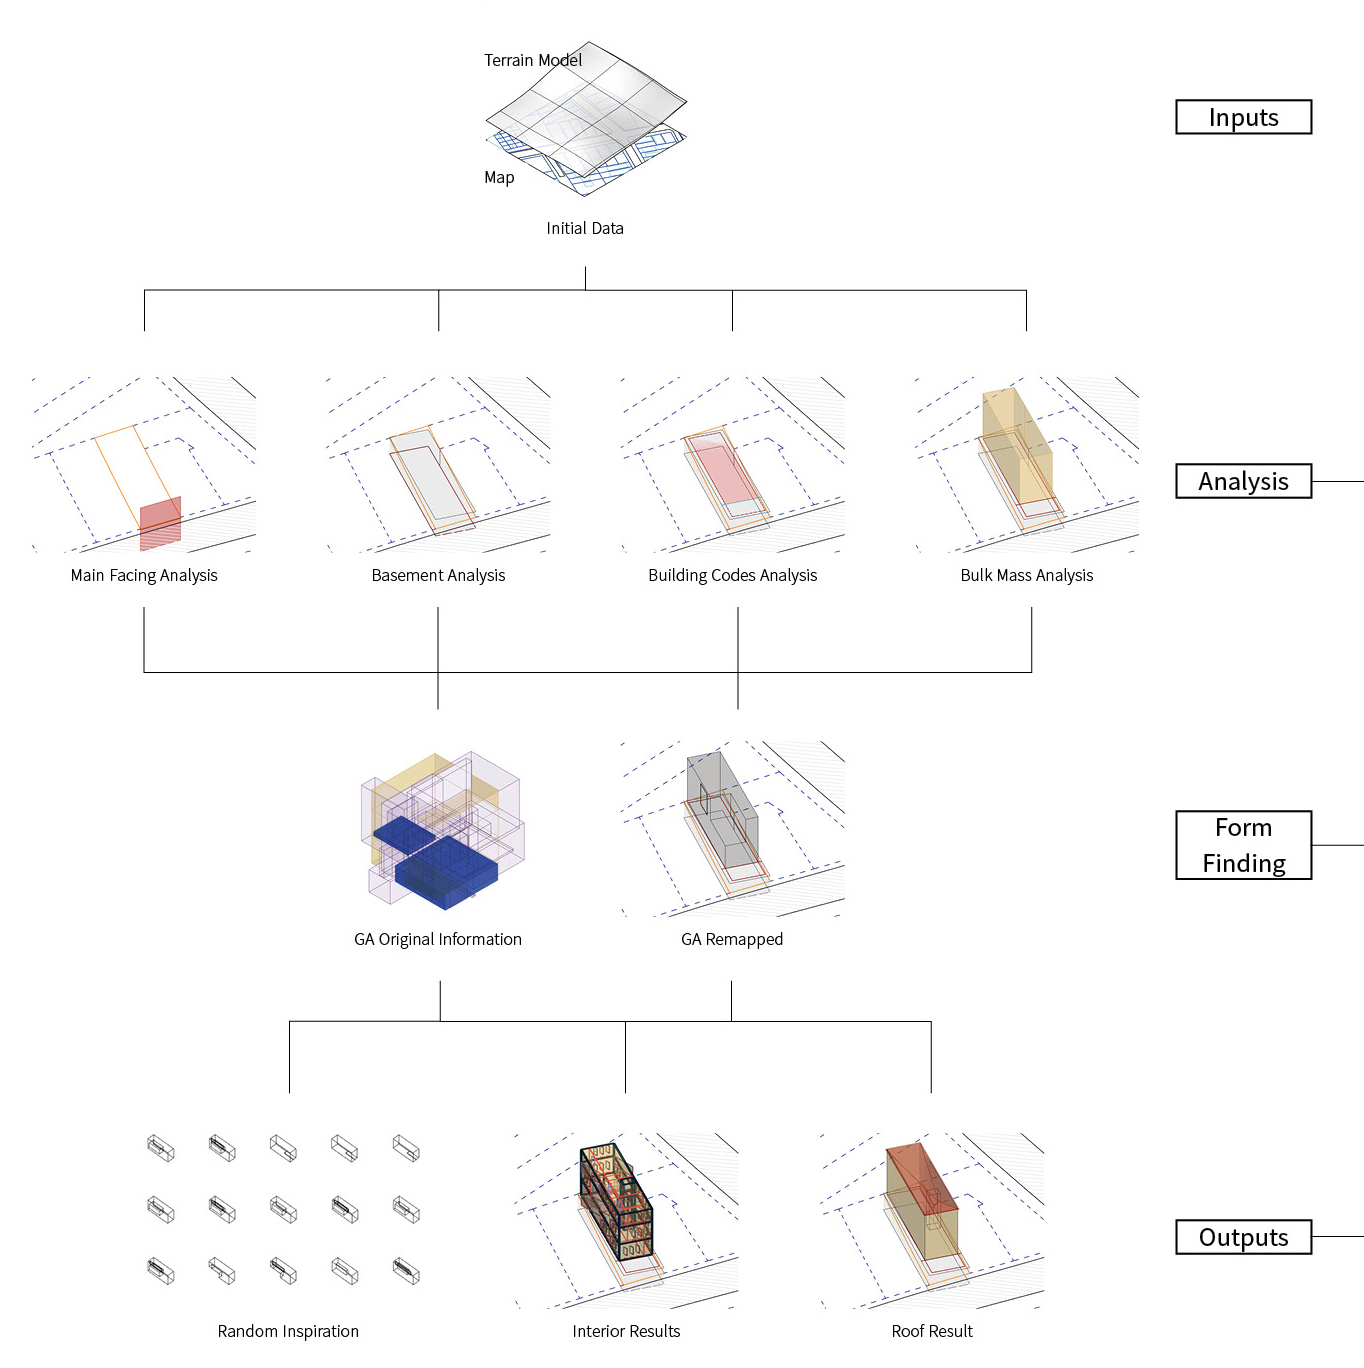 Terrain Model
Map
Initial Data
Inputs
Main Facing Analysis
Basement Analysis
Building Codes Analysis
Bulk Mass Analysis
Analysis
GA Original Information
GA Remapped
Form
Finding
Random Inspiration
Interior Results
Roof Result
Outputs